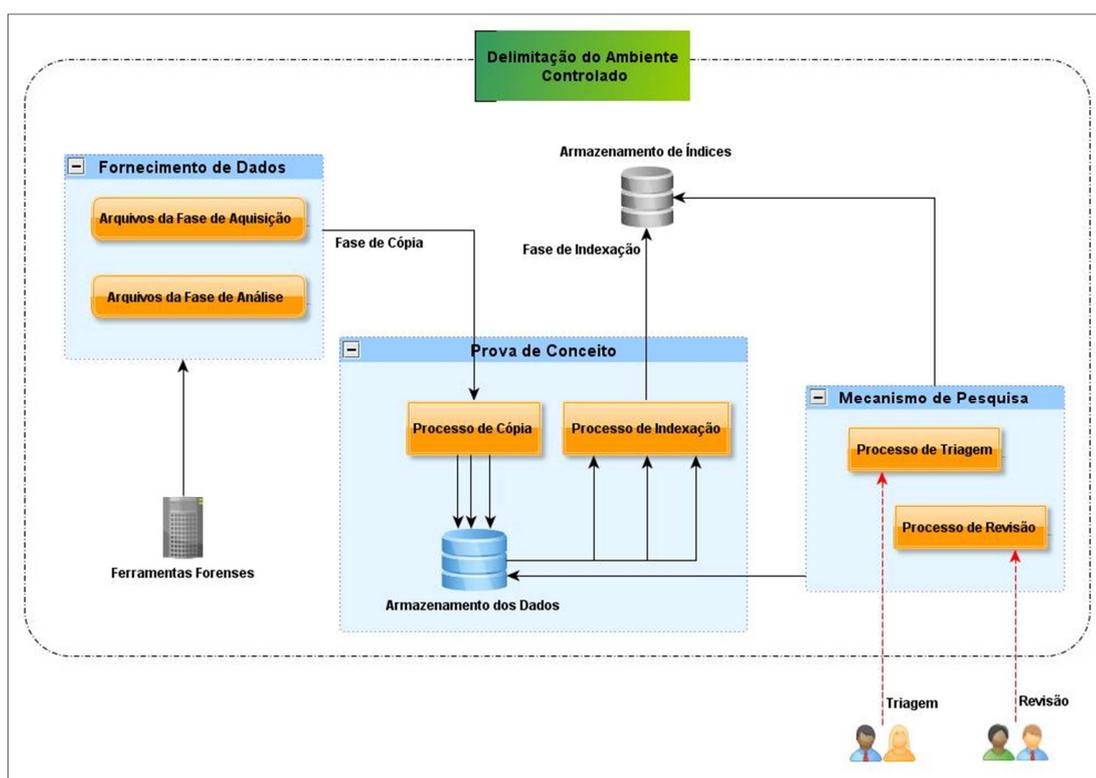 Delimitação do Ambiente
Controlado
Fornecimento de Dados
Arquivos da Fase de Aquisição
Arquivos da Fase de Análise
Fase de Cópia
Armazenamento de Índices
Fase de Indexação
Prova de Conceito
Processo de Cópia
Processo de Indexação
Armazenamento dos Dados
Mecanismo de Pesquisa
Processo de Triagem
Processo de Revisão
Ferramentas Forenses
Triagem
Revisão